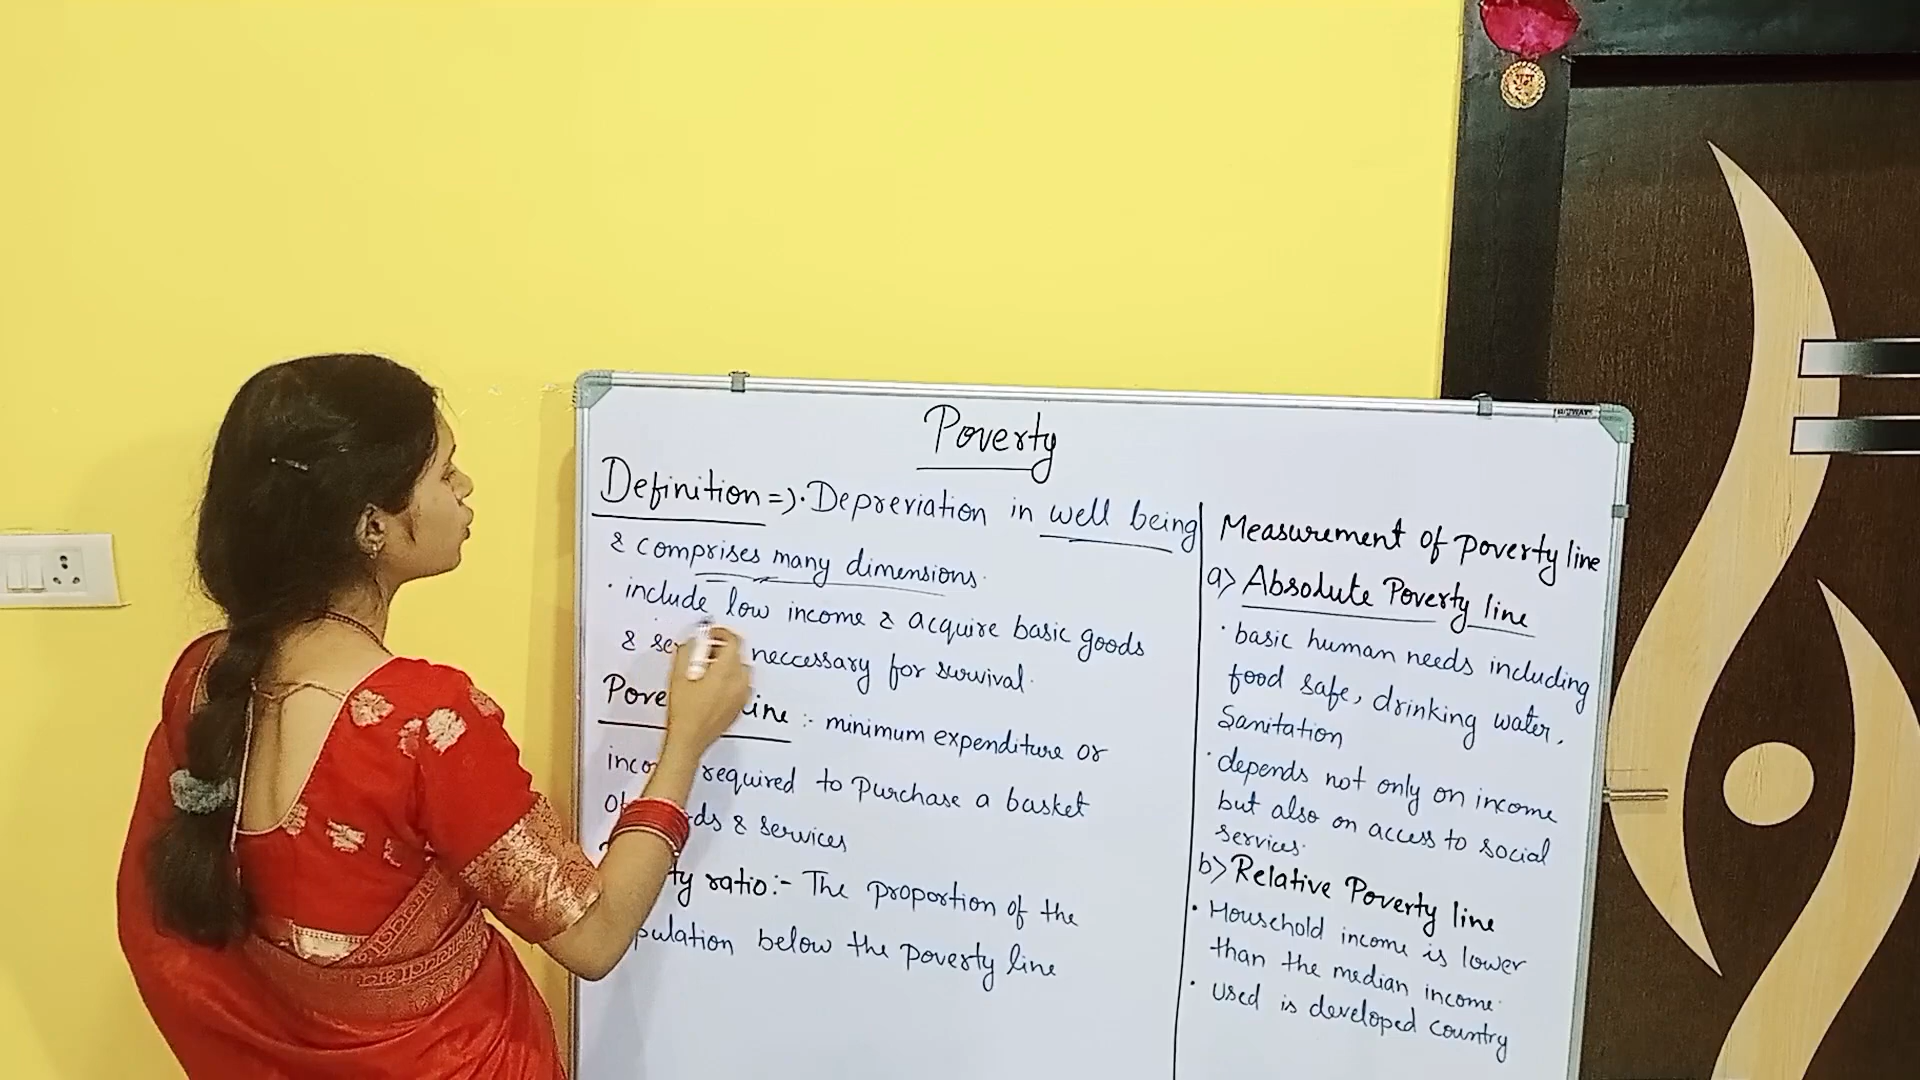 Poverty
Definition => · Depreviation in well being
& comprises many dimensions.
· include low income & acquire basic goods
& neccessary for survival.
line :- minimum expenditure or
required to purchase a basket
& services
ratio:- The proportion of the
below the poverty line
Measurement of poverty line
a> Absolute Poverty line
· basic human needs including
food safe, drinking water,
Sanitation
· depends not only on income
but also on access to social
services.
b> Relative Poverty line
· Household income is lower
than the median income.
· used is developed country